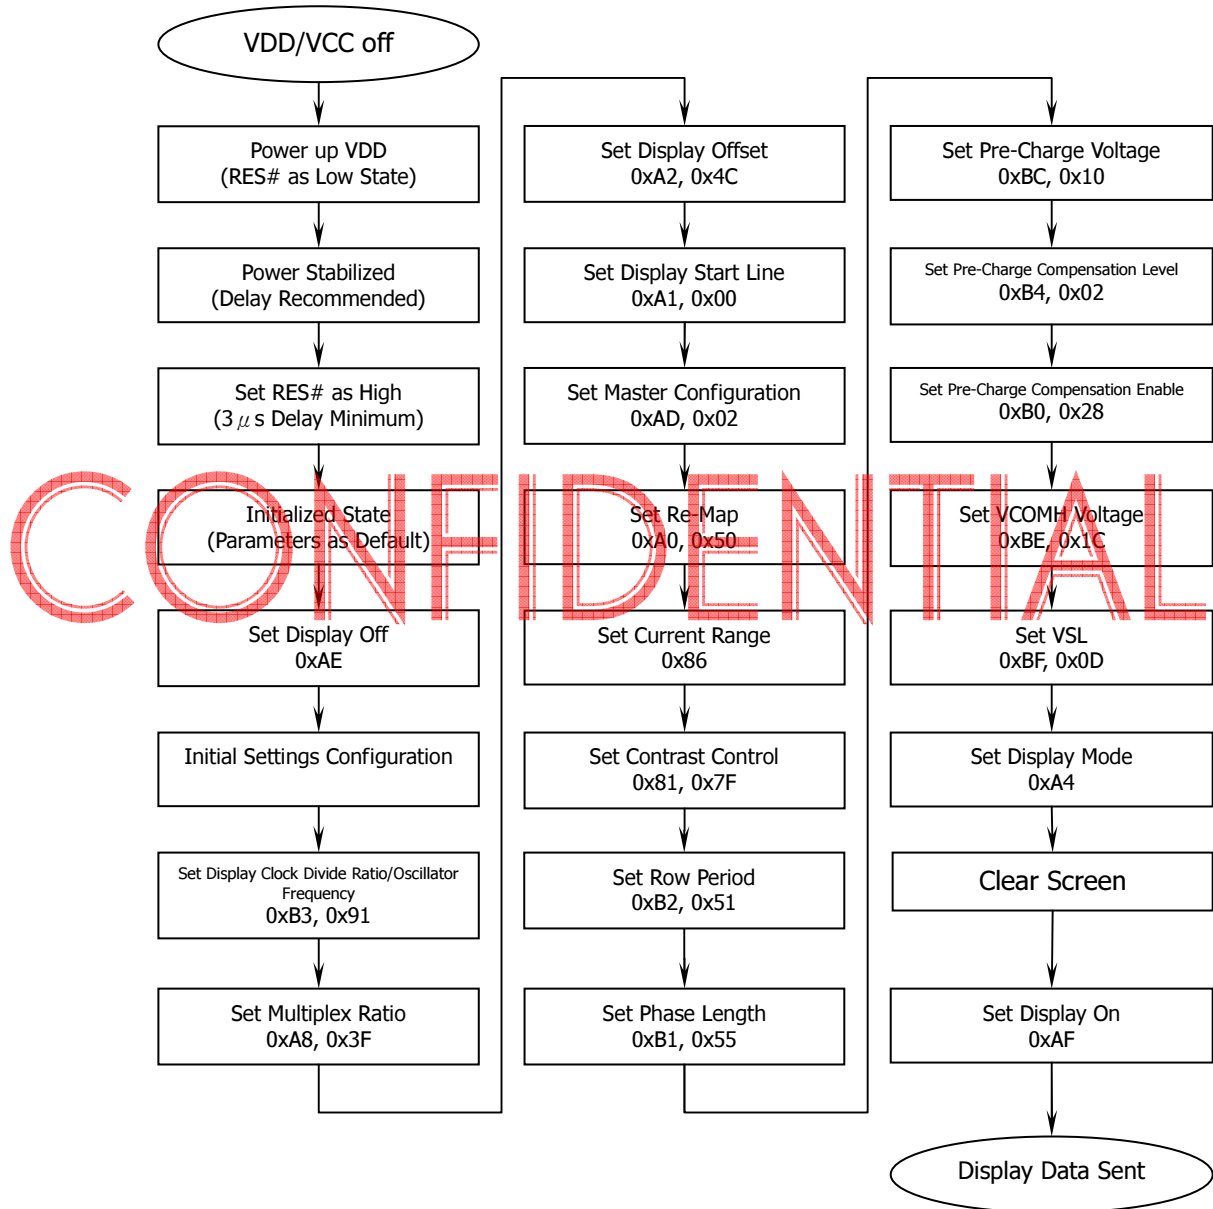 VDD/VCC off
Power up VDD
(RES# as Low State)
Power Stabilized
(Delay Recommended)
Set RES# as High
(3μs Delay Minimum)
Initialized State
(Parameters as Default)
Set Display Off
0xAE
Initial Settings Configuration
Set Display Clock Divide Ratio/Oscillator
Frequency
0xB3, 0x91
Set Multiplex Ratio
0xA8, 0x3F
Set Display Offset
0xA2, 0x4C
Set Display Start Line
0xA1, 0x00
Set Master Configuration
0xAD, 0x02
Set Re-Map
0xA0, 0x50
Set Current Range
0x86
Set Contrast Control
0x81, 0x7F
Set Row Period
0xB2, 0x51
Set Phase Length
0xB1, 0x55
Set Pre-Charge Voltage
0xBC, 0x10
Set Pre-Charge Compensation Level
0xB4, 0x02
Set Pre-Charge Compensation Enable
0xB0, 0x28
Set VCOMH Voltage
0xBE, 0x1C
Set VSL
0xBF, 0x0D
Set Display Mode
0xA4
Clear Screen
Set Display On
0xAF
Display Data Sent
CONFIDENTIAL